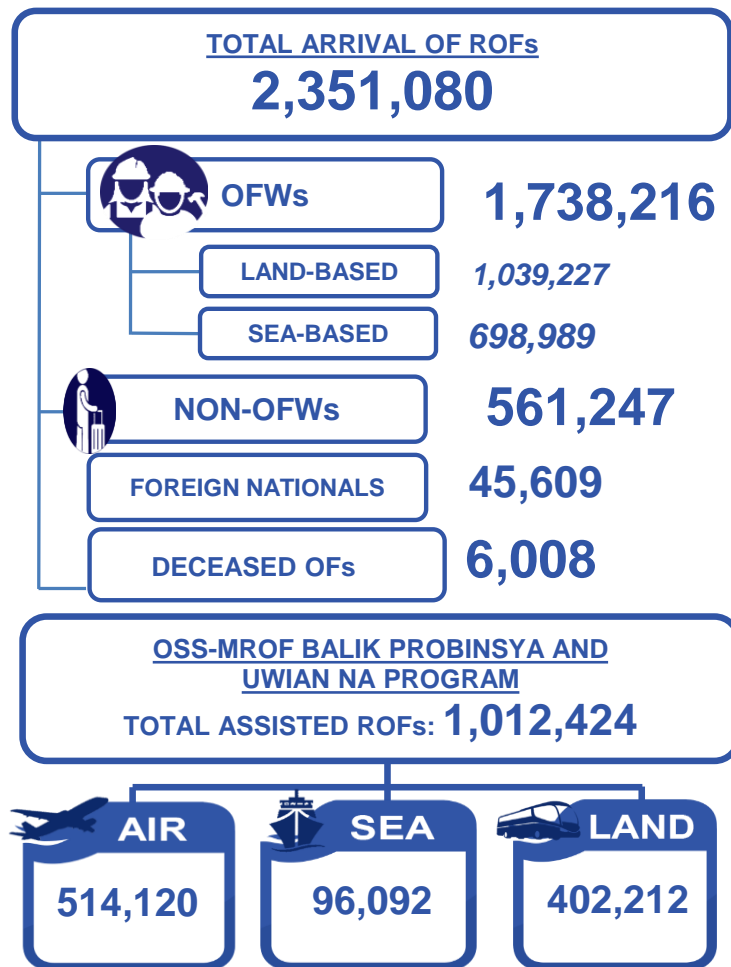 TOTAL ARRIVAL OF ROFs
2,351,080
OFWs 1,738,216
LAND-BASED 1,039,227
SEA-BASED 698,989
NON-OFWs 561,247
FOREIGN NATIONALS 45,609
DECEASED OFs 6,008
OSS-MROF BALIK PROBINSYA AND
UWIAN NA PROGRAM
TOTAL ASSISTED ROFs: 1,012,424
AIR SEA LAND
514,120 96,092 402,212